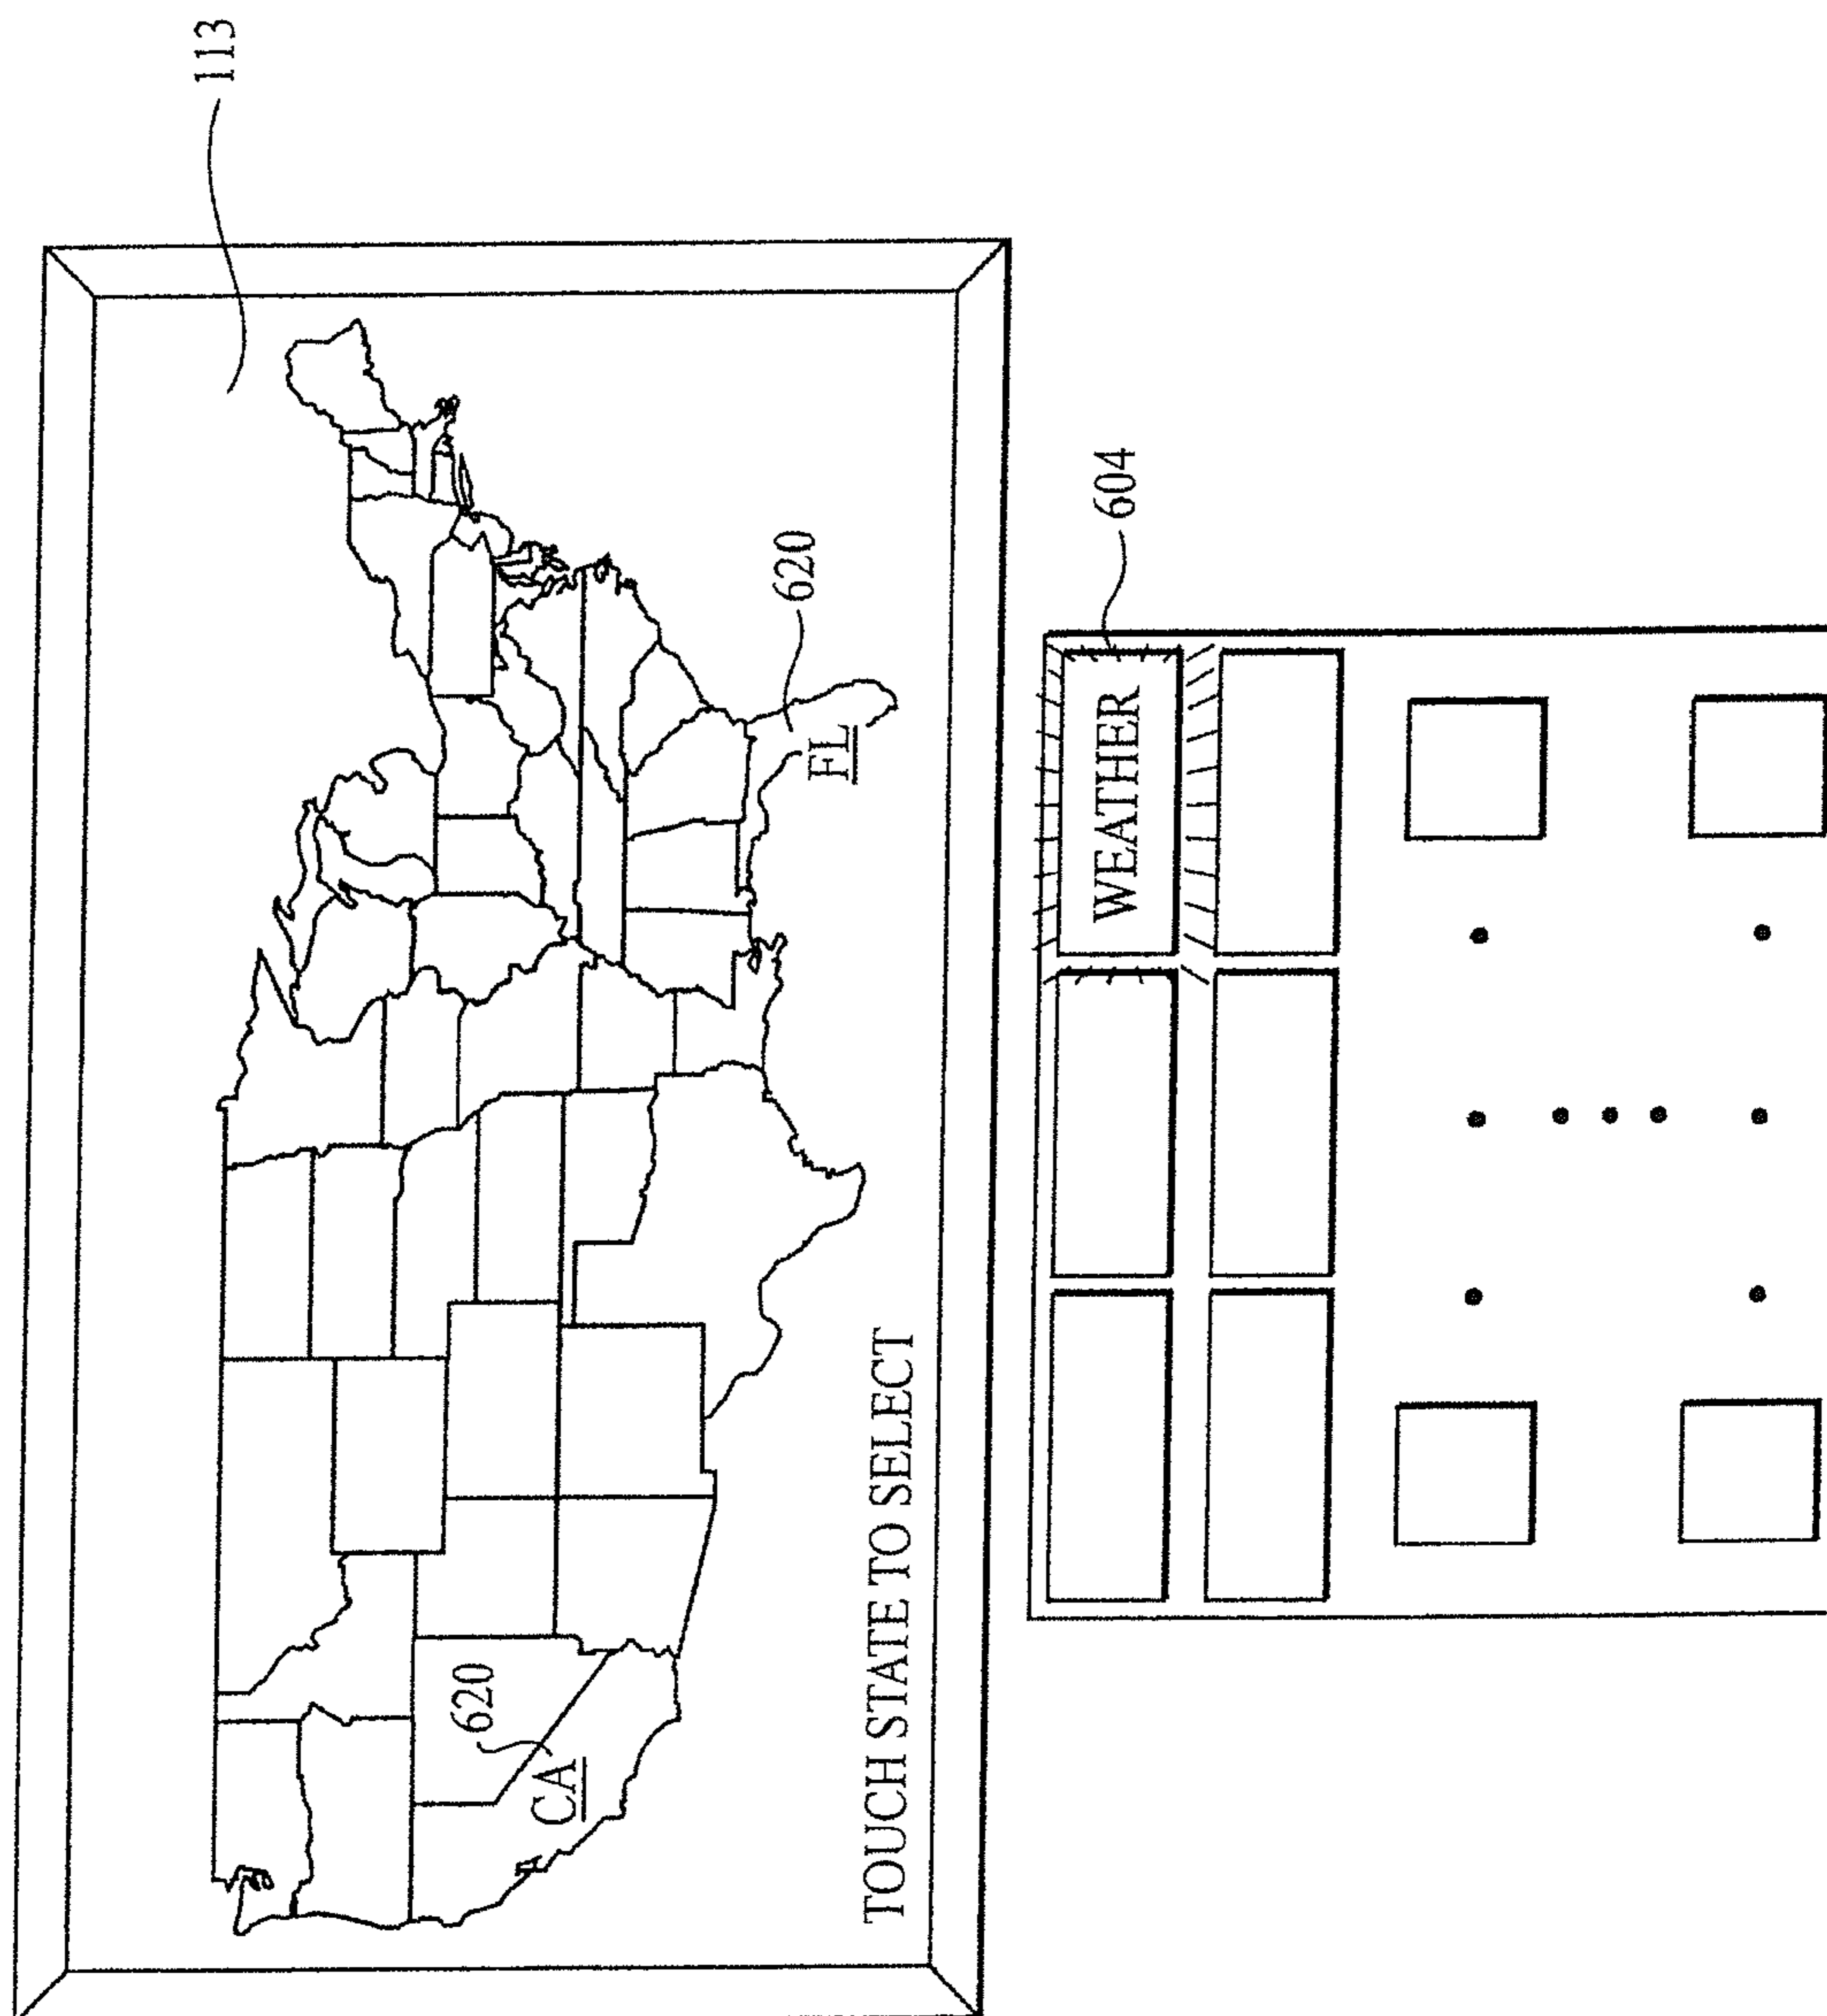 113
620
FL
620
CA
TOUCH STATE TO SELECT
604
WEATHER